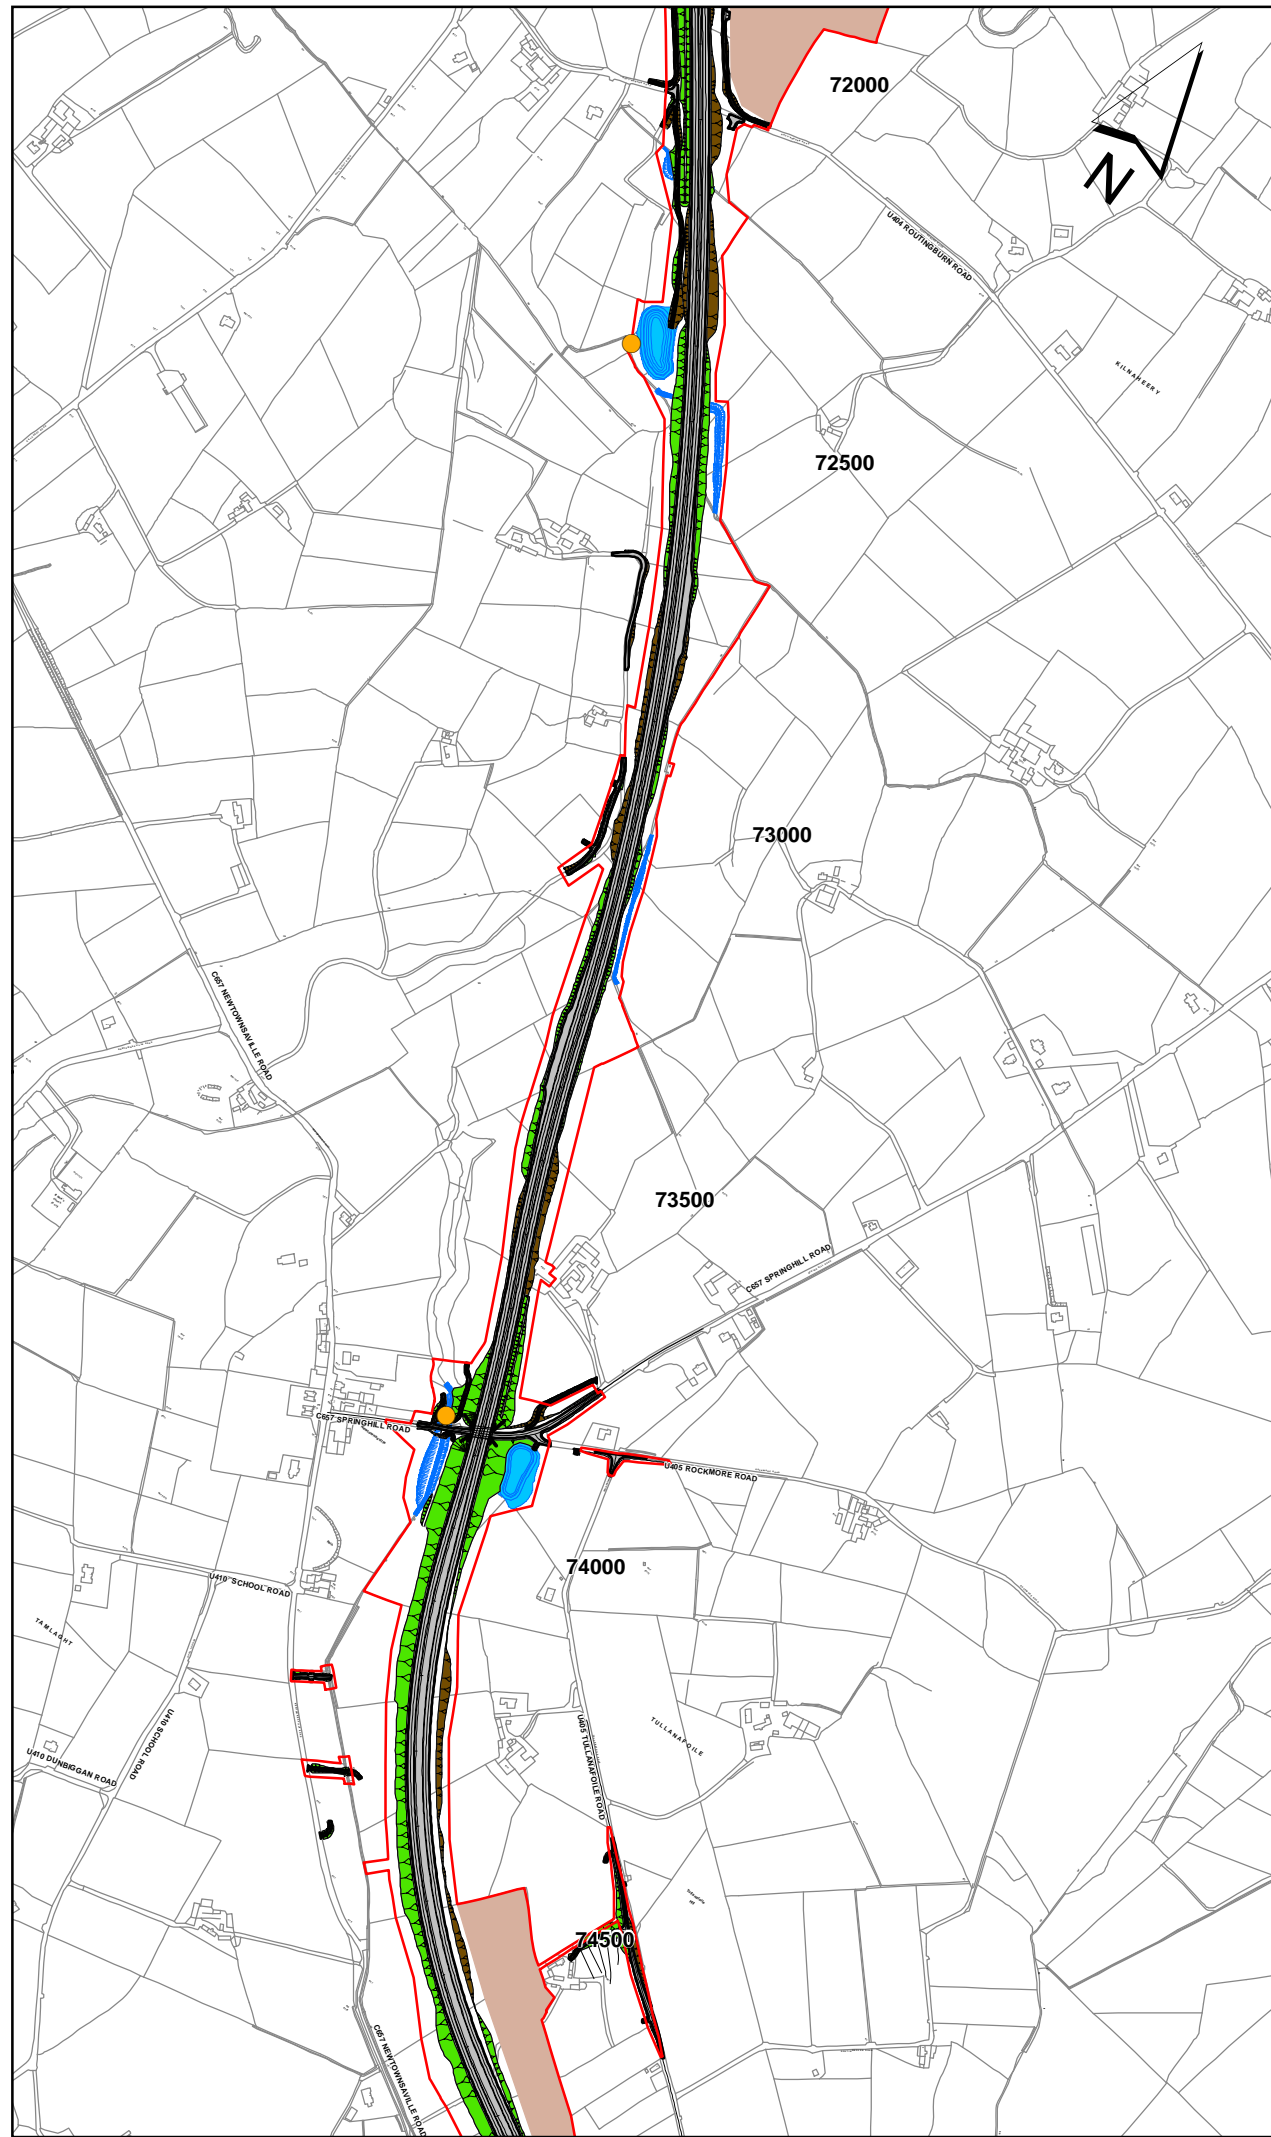 72000
N
U404 ROUTINGBURN ROAD
KILNAHEERY
72500
73000
C657 NEWTOWNSAVILLE ROAD
73500
C657 SPRINGHILL ROAD
C657 SPRINGHILL ROAD
U405 ROCKMORE ROAD
74000
U410 SCHOOL ROAD
TAMLAGHT
U410 SCHOOL ROAD
U405 TULLANAFOILE ROAD
TULLANAFOILE
U410 DUNBIGGAN ROAD
74500
C657 NEWTOWNSAVILLE ROAD